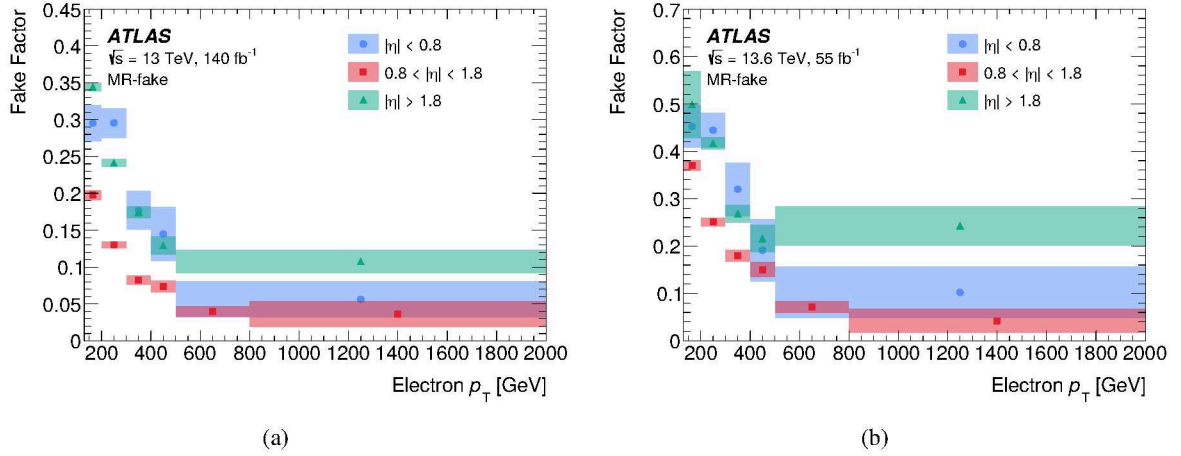 0.45
0.4
0.35
0.3
0.25
0.2
0.15
0.1
0.05
0
Fake Factor
ATLAS
√s = 13 TeV, 140 fb⁻¹
MR-fake
|η| < 0.8
0.8 < |η| < 1.8
|η| > 1.8
200 400 600 800 1000 1200 1400 1600 1800 2000
Electron p_T [GeV]
(a)
0.7
0.6
0.5
0.4
0.3
0.2
0.1
0
Fake Factor
ATLAS
√s = 13.6 TeV, 55 fb⁻¹
MR-fake
|η| < 0.8
0.8 < |η| < 1.8
|η| > 1.8
200 400 600 800 1000 1200 1400 1600 1800 2000
Electron p_T [GeV]
(b)